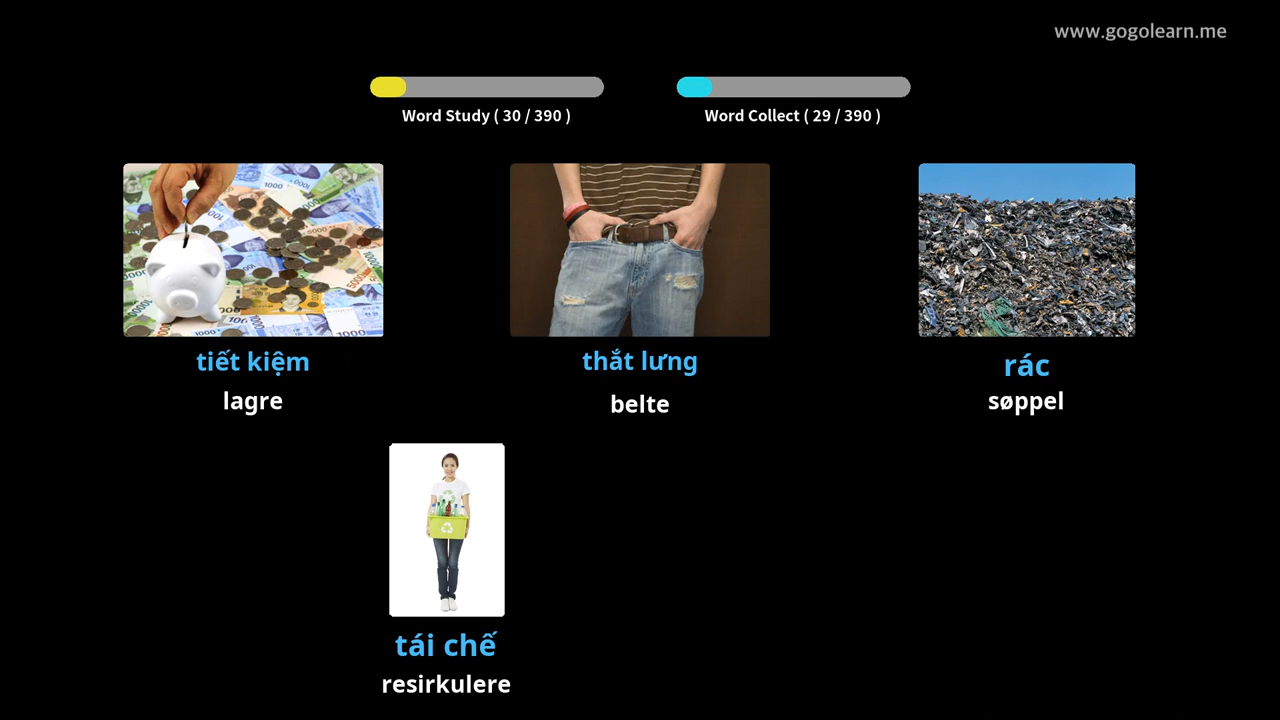 www.gogolearn.me
Word Study ( 30 / 390 )
Word Collect ( 29 / 390 )
tiết kiệm
lagre
thắt lưng
belte
rác
søppel
tái chế
resirkulere